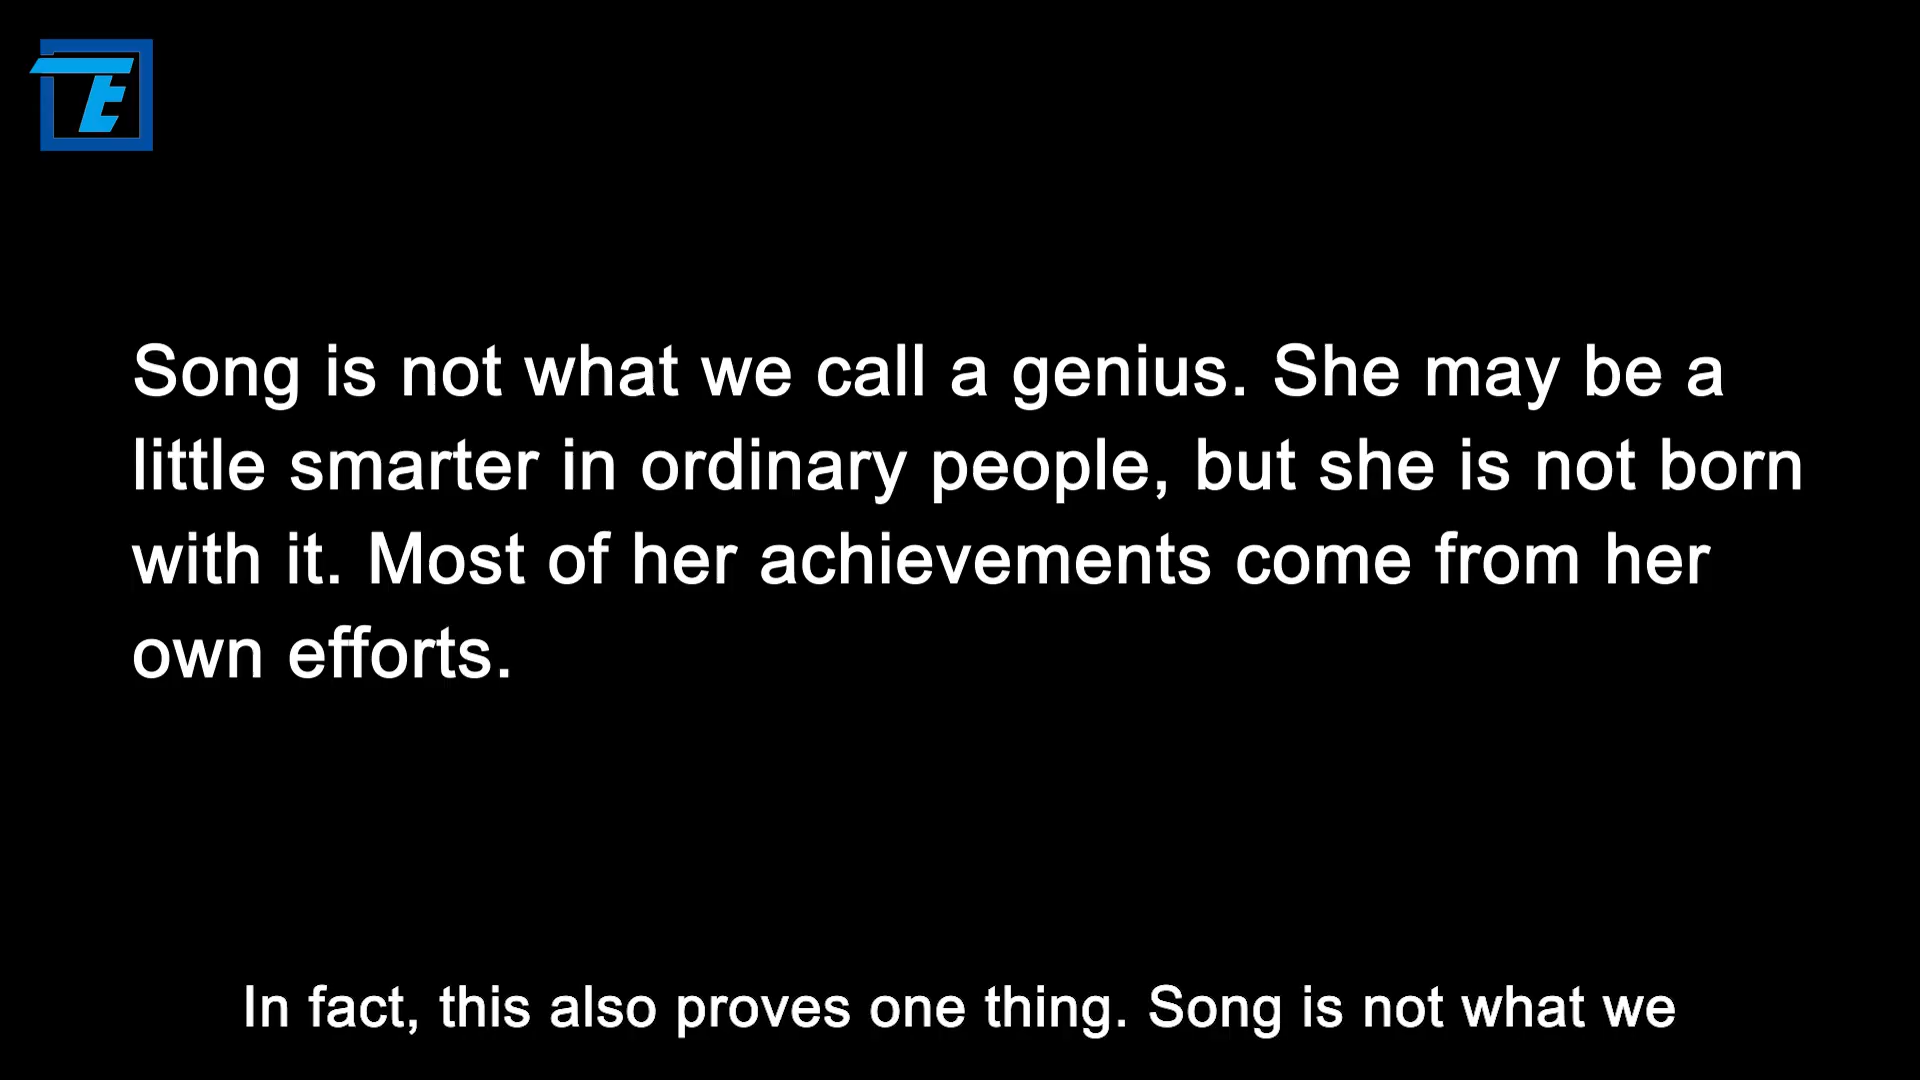 TE
Song is not what we call a genius. She may be a
little smarter in ordinary people, but she is not born
with it. Most of her achievements come from her
own efforts.
In fact, this also proves one thing. Song is not what we